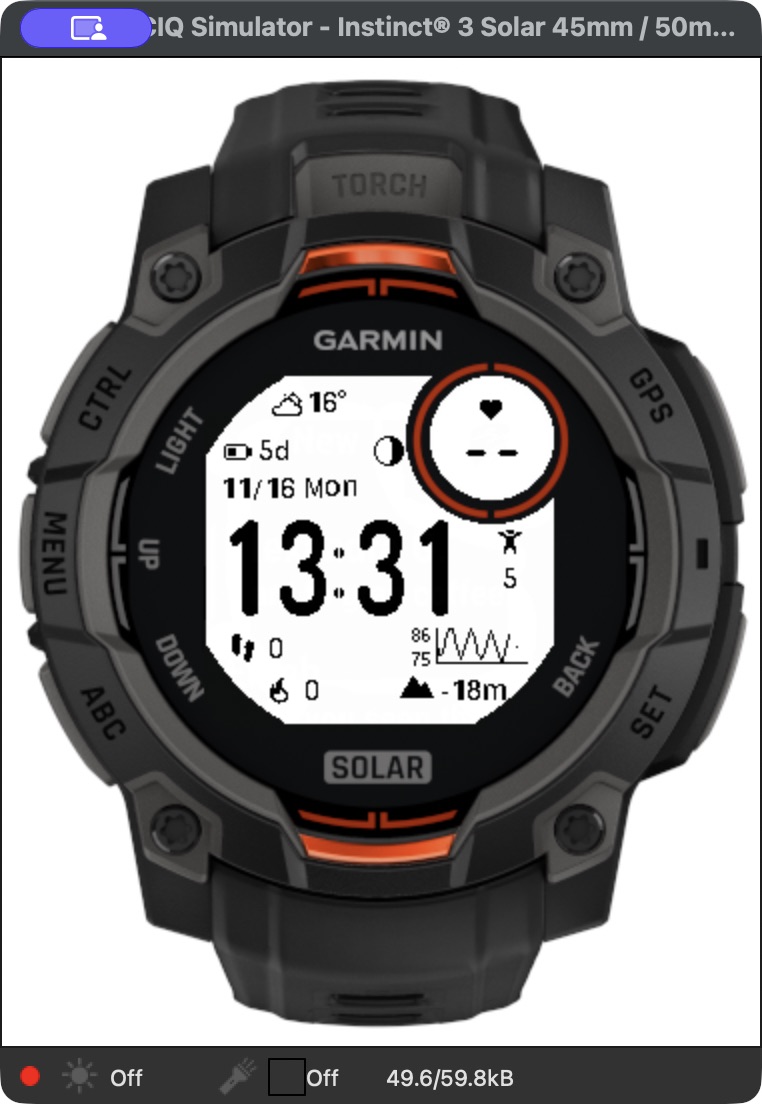 CIQ Simulator - Instinct® 3 Solar 45mm / 50m...
TORCH
GARMIN
CTRL
GPS
LIGHT
16°
5d
11/16 Mon
- -
MENU
UP
13:31
5
DOWN
BACK
0
86
75
ABC
SET
0
-18m
SOLAR
Off
Off
49.6/59.8kB